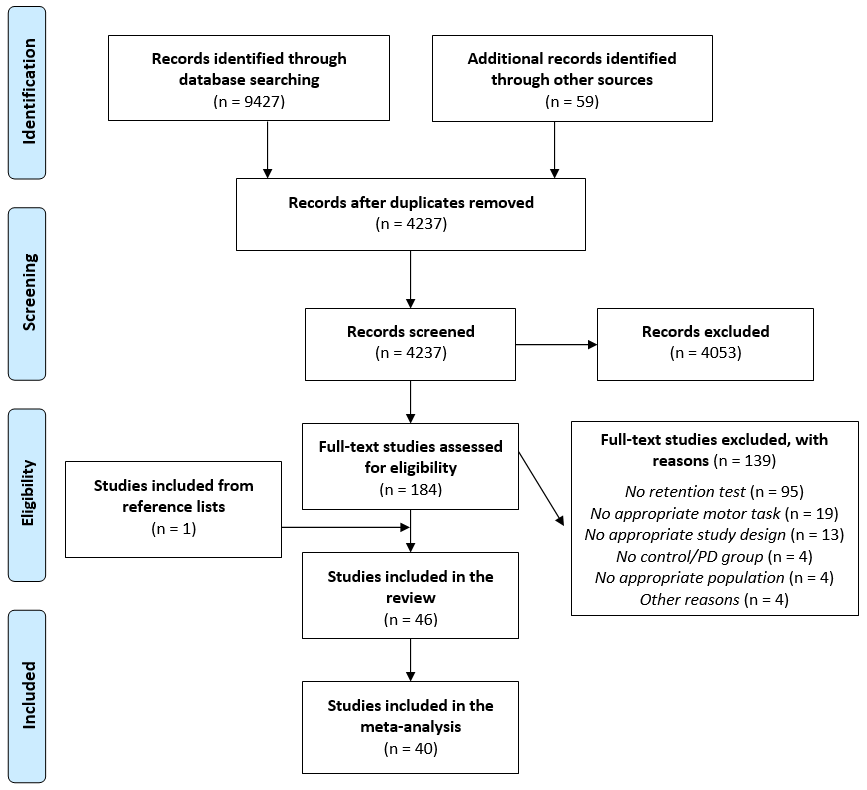 Identification
Records identified through
database searching
(n = 9427)
Additional records identified
through other sources
(n = 59)
Records after duplicates removed
(n = 4237)
Screening
Records screened
(n = 4237)
Records excluded
(n = 4053)
Eligibility
Full-text studies assessed
for eligibility
(n = 184)
Full-text studies excluded, with
reasons (n = 139)
No retention test (n = 95)
No appropriate motor task (n = 19)
No appropriate study design (n = 13)
No control/PD group (n = 4)
No appropriate population (n = 4)
Other reasons (n = 4)
Studies included from
reference lists
(n = 1)
Studies included in the
review
(n = 46)
Included
Studies included in the
meta-analysis
(n = 40)